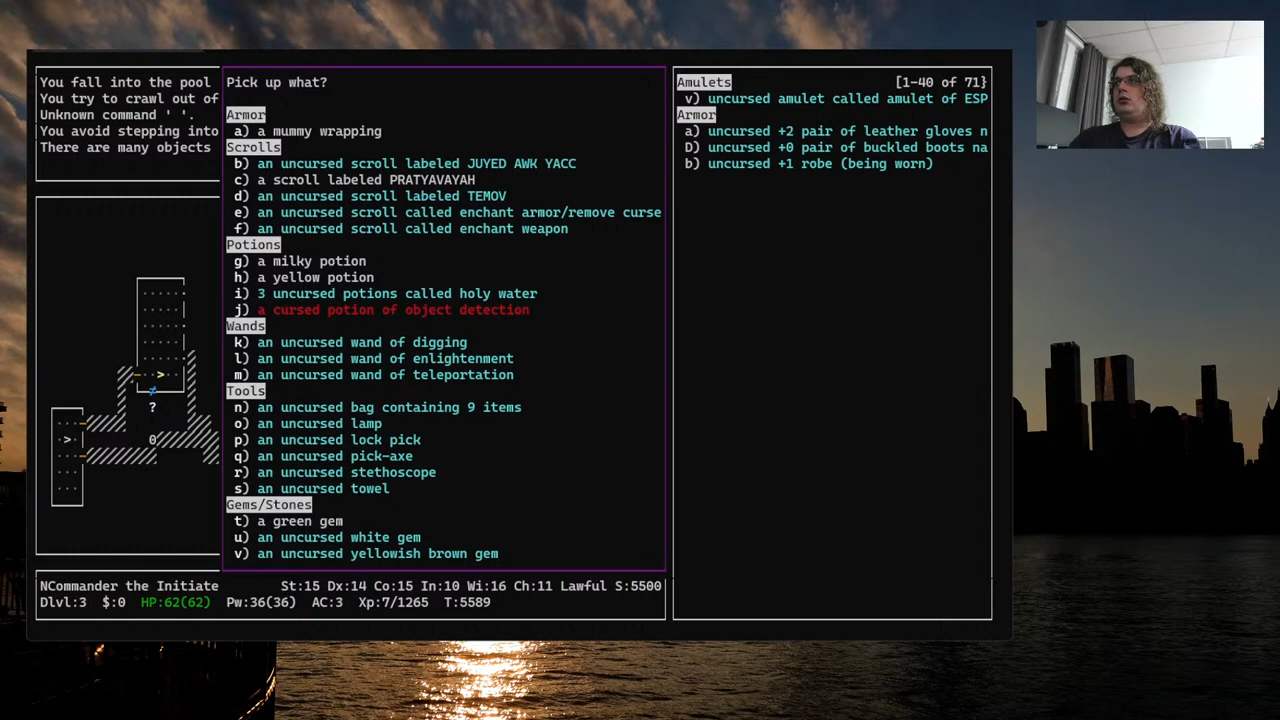 You fall into the pool
You try to crawl out of
Unknown command ' '.
You avoid stepping into
There are many objects
Pick up what?
Armor
a) a mummy wrapping
Scrolls
b) an uncursed scroll labeled JUYED AWK YACC
c) a scroll labeled PRATYAVAYAH
d) an uncursed scroll labeled TEMOV
e) an uncursed scroll called enchant armor/remove curse
f) an uncursed scroll called enchant weapon
Potions
g) a milky potion
h) a yellow potion
i) 3 uncursed potions called holy water
j) a cursed potion of object detection
Wands
k) an uncursed wand of digging
l) an uncursed wand of enlightenment
m) an uncursed wand of teleportation
Tools
n) an uncursed bag containing 9 items
o) an uncursed lamp
p) an uncursed lock pick
q) an uncursed pick-axe
r) an uncursed stethoscope
s) an uncursed towel
Gems/Stones
t) a green gem
u) an uncursed white gem
v) an uncursed yellowish brown gem
Amulets [1-40 of 71}
v) uncursed amulet called amulet of ESP
Armor
a) uncursed +2 pair of leather gloves n
D) uncursed +0 pair of buckled boots na
b) uncursed +1 robe (being worn)
NCommander the Initiate St:15 Dx:14 Co:15 In:10 Wi:16 Ch:11 Lawful S:5500
Dlvl:3 $:0 HP:62(62) Pw:36(36) AC:3 Xp:7/1265 T:5589